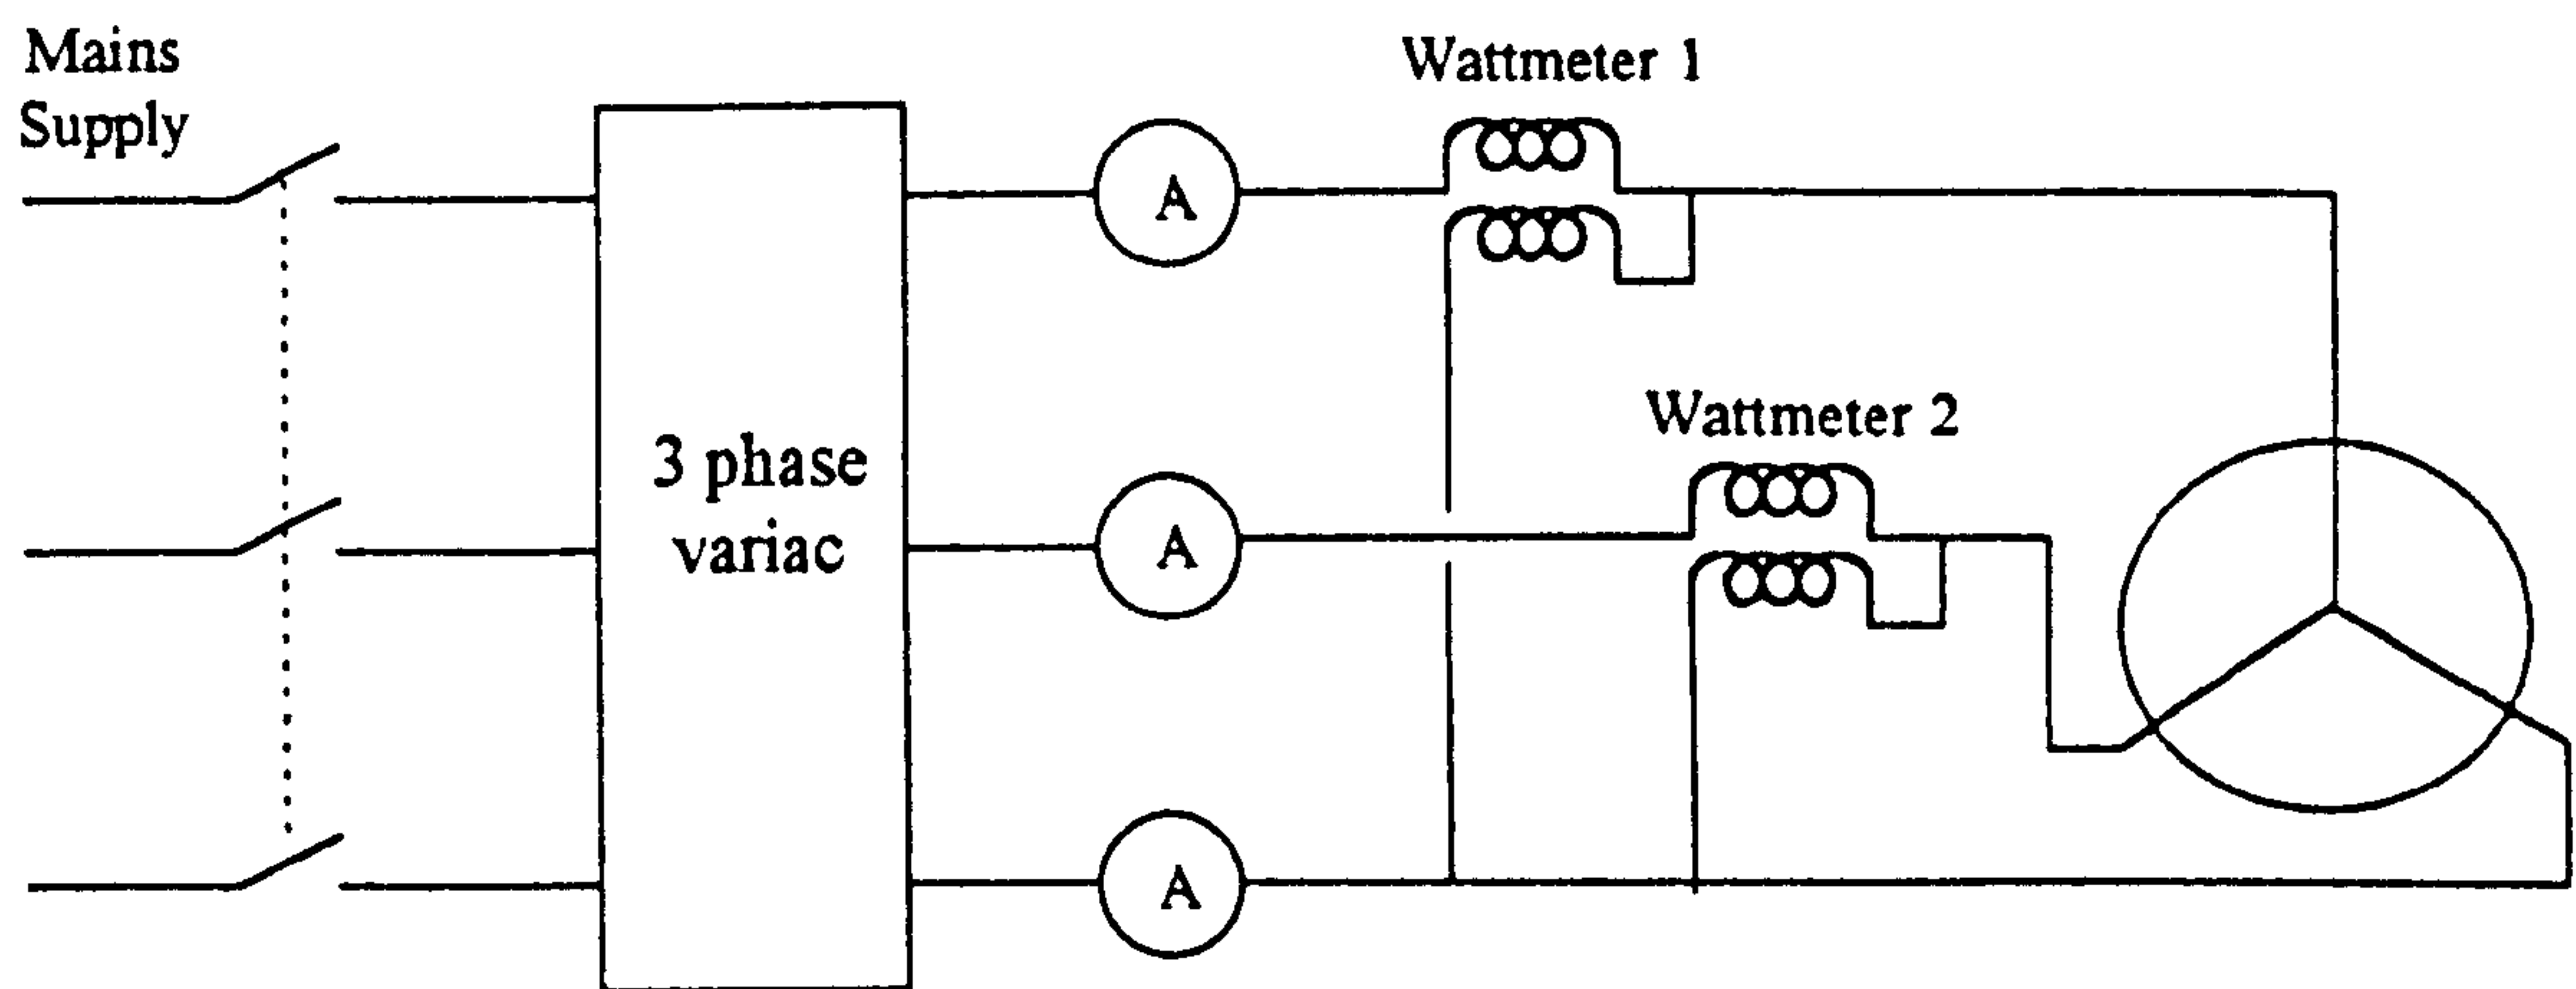 Mains
Supply
Wattmeter 1
A
Wattmeter 2
3 phase
variac
A
A